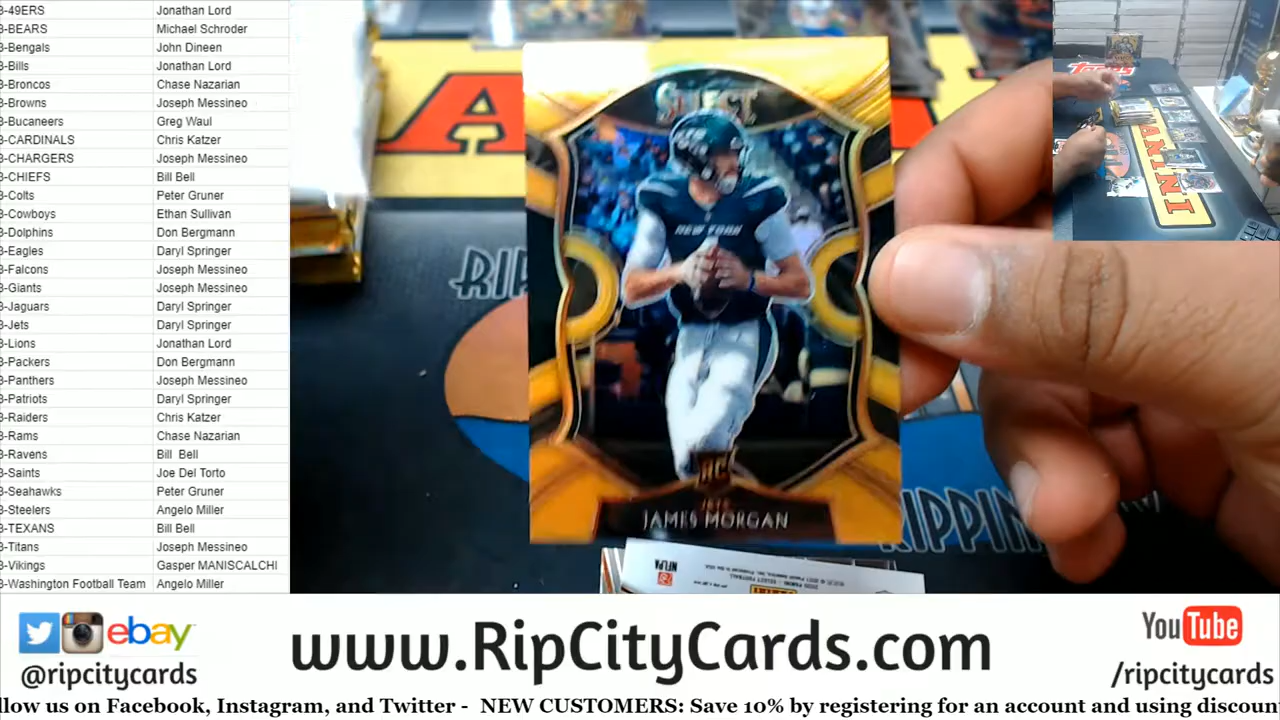 3-49ERS Jonathan Lord
3-BEARS Michael Schroder
3-Bengals John Dineen
3-Bills Jonathan Lord
3-Broncos Chase Nazarian
3-Browns Joseph Messineo
3-Bucaneers Greg Waul
3-CARDINALS Chris Katzer
3-CHARGERS Joseph Messineo
3-CHIEFS Bill Bell
3-Colts Peter Gruner
3-Cowboys Ethan Sullivan
3-Dolphins Don Bergmann
3-Eagles Daryl Springer
3-Falcons Joseph Messineo
3-Giants Joseph Messineo
3-Jaguars Daryl Springer
3-Jets Daryl Springer
3-Lions Jonathan Lord
3-Packers Don Bergmann
3-Panthers Joseph Messineo
3-Patriots Daryl Springer
3-Raiders Chris Katzer
3-Rams Chase Nazarian
3-Ravens Bill Bell
3-Saints Joe Del Torto
3-Seahawks Peter Gruner
3-Steelers Angelo Miller
3-TEXANS Bill Bell
3-Titans Joseph Messineo
3-Vikings Gasper MANISCALCHI
3-Washington Football Team Angelo Miller
SELECT
NEW YORK
RC
JETS
JAMES MORGAN
RIP
RIPPIN
NFLPA
PANINI
ebay
@ripcitycards
www.RipCityCards.com
YouTube
/ripcitycards
llow us on Facebook, Instagram, and Twitter - NEW CUSTOMERS: Save 10% by registering for an account and using discoun